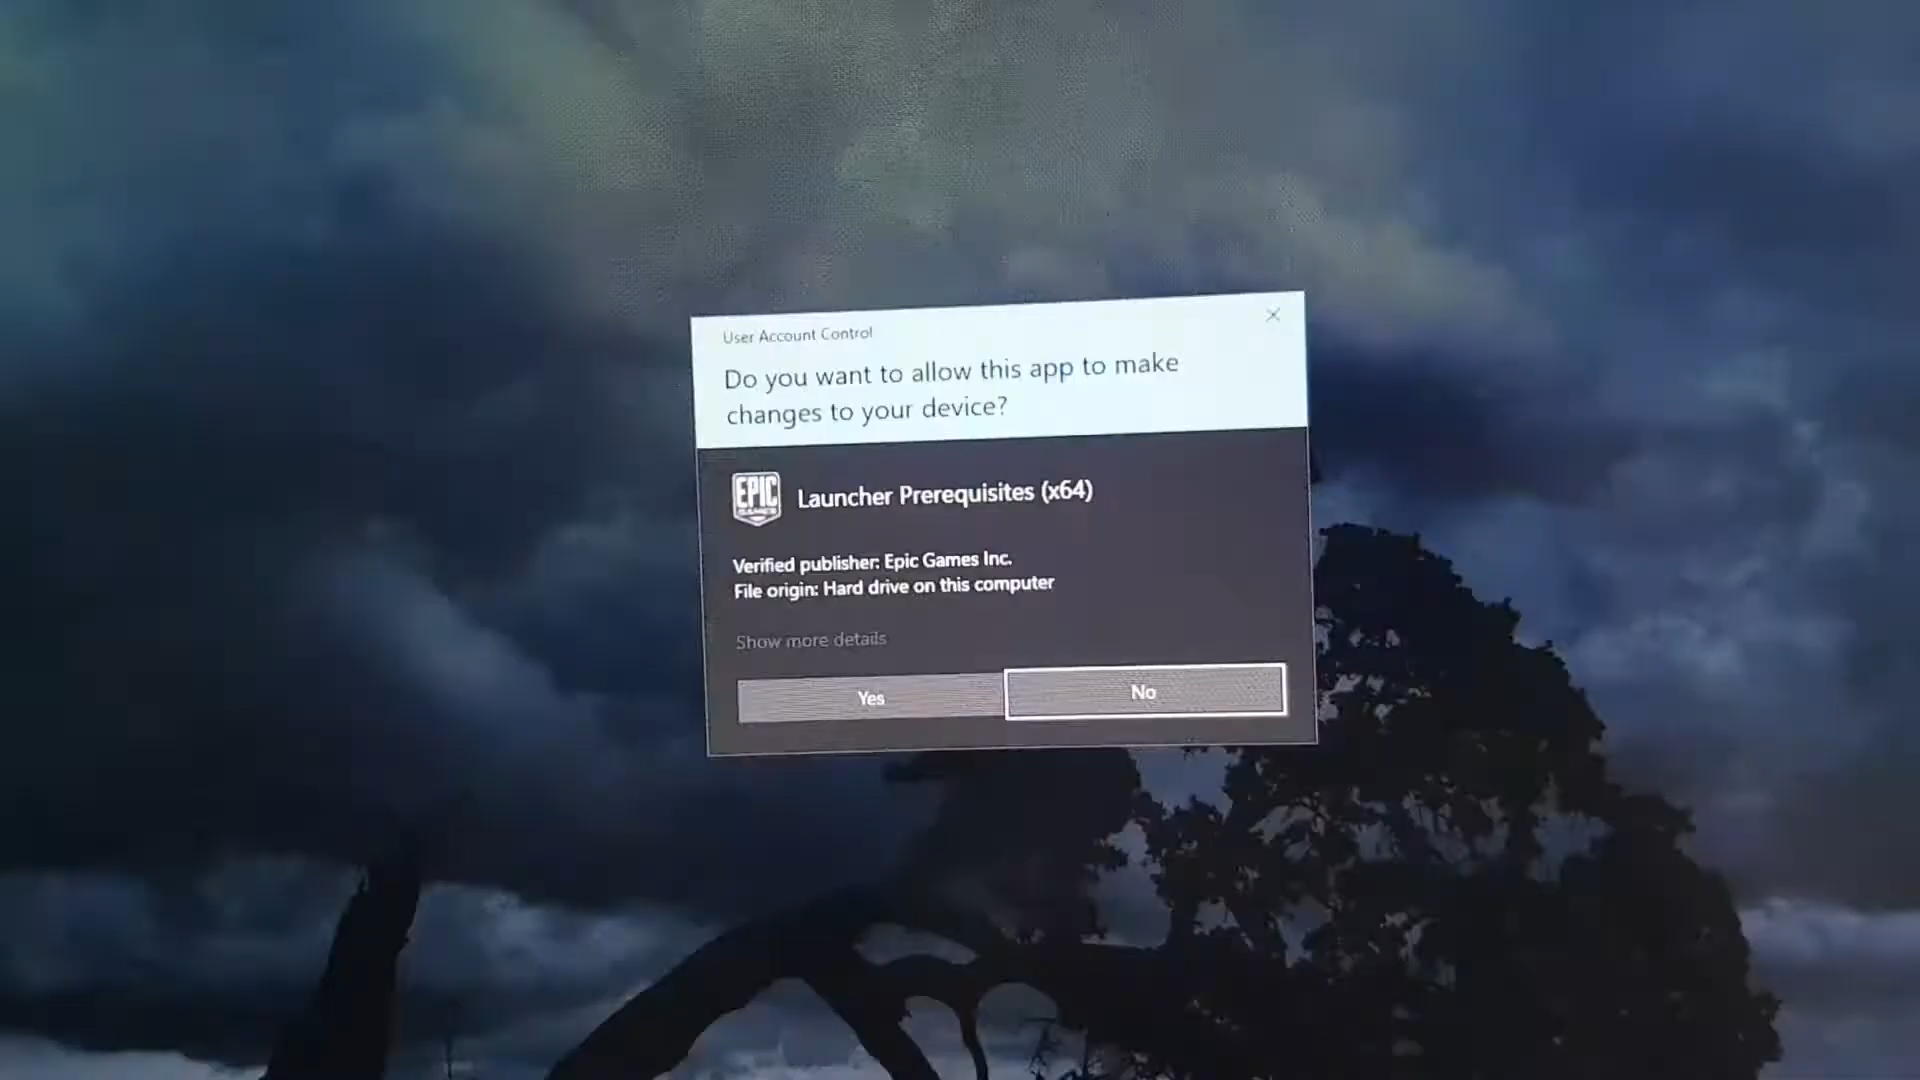 User Account Control
Do you want to allow this app to make
changes to your device?
EPIC
GAMES
Launcher Prerequisites (x64)
Verified publisher: Epic Games Inc.
File origin: Hard drive on this computer
Show more details
Yes
No